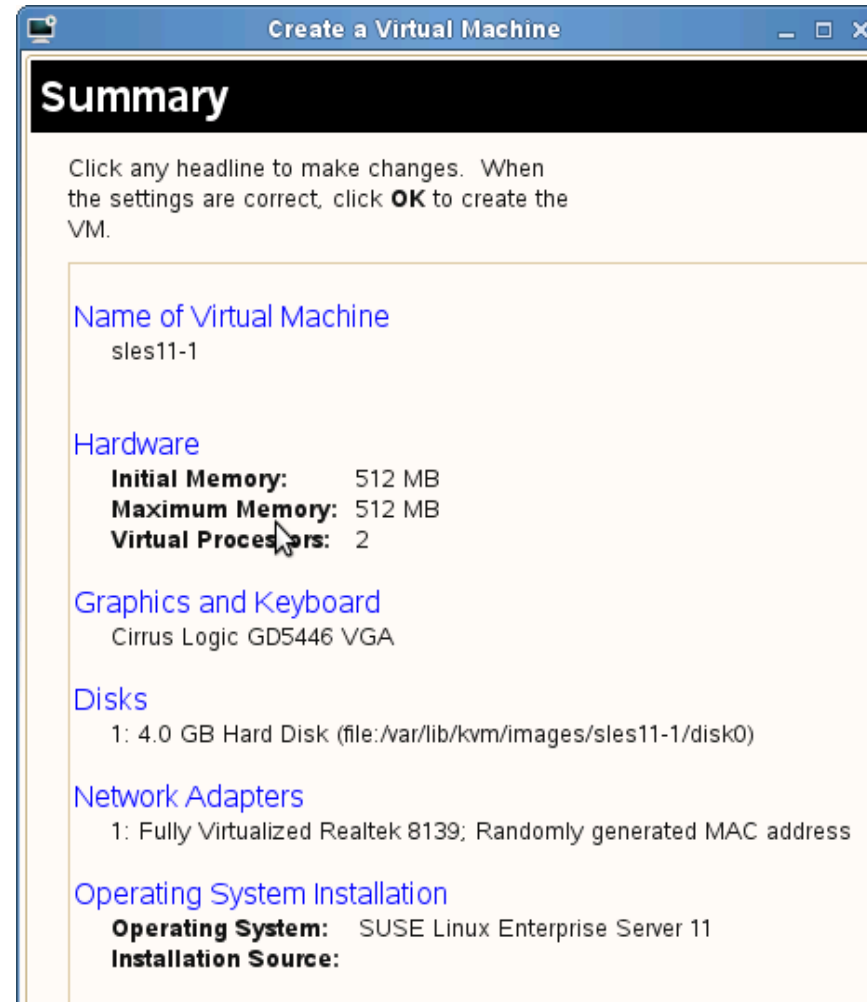 Create a Virtual Machine
Summary
Click any headline to make changes. When
the settings are correct, click OK to create the
VM.
Name of Virtual Machine
sles11-1
Hardware
Initial Memory: 512 MB
Maximum Memory: 512 MB
Virtual Processors: 2
Graphics and Keyboard
Cirrus Logic GD5446 VGA
Disks
1: 4.0 GB Hard Disk (file:/var/lib/kvm/images/sles11-1/disk0)
Network Adapters
1: Fully Virtualized Realtek 8139; Randomly generated MAC address
Operating System Installation
Operating System: SUSE Linux Enterprise Server 11
Installation Source: